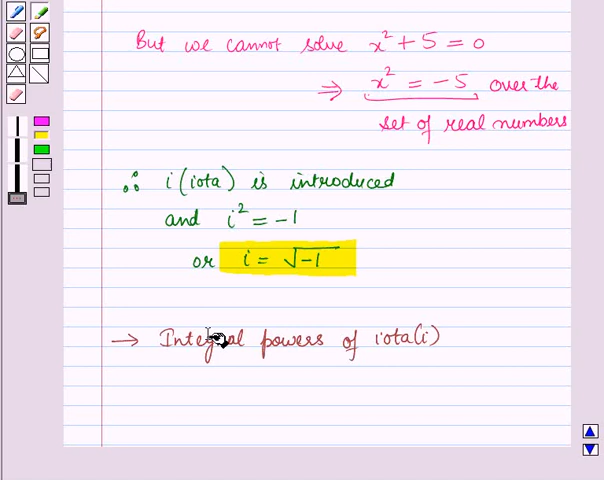 But we cannot solve x² + 5 = 0
⇒ x² = -5 over the
set of real numbers
∴ i (iota) is introduced
and i² = -1
or i = √-1
→ Integral powers of iota(i)